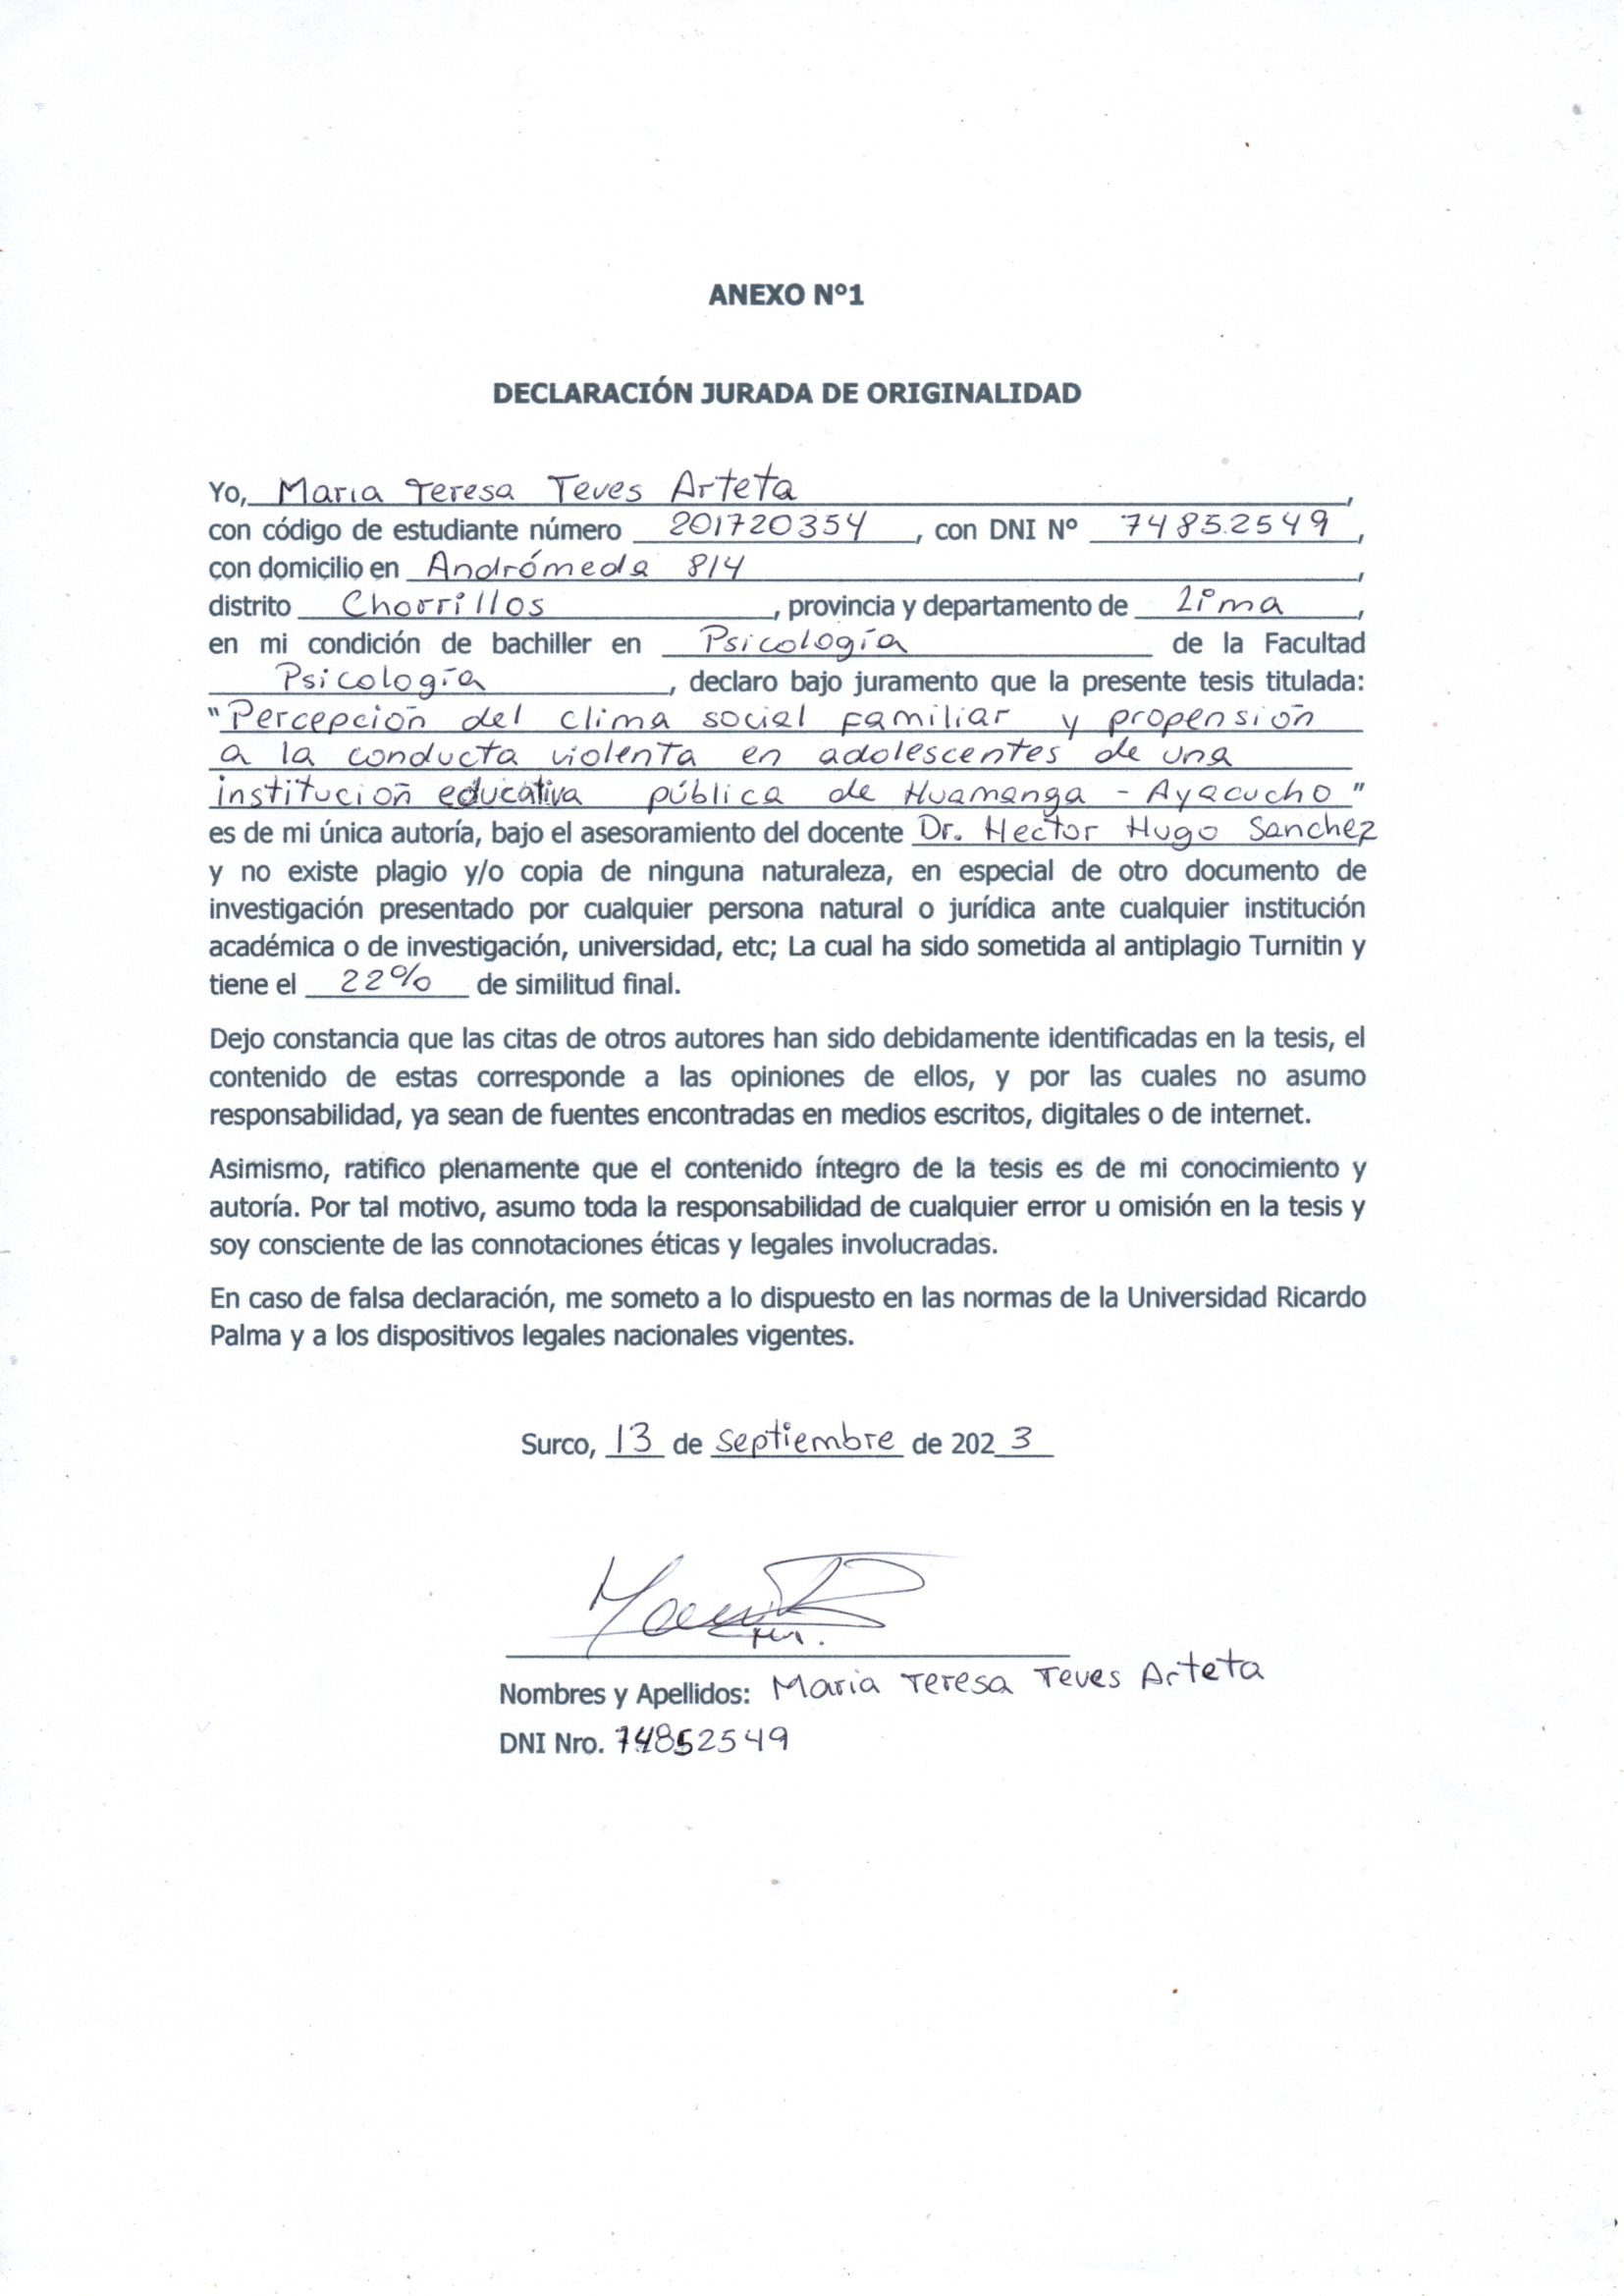 ANEXO N°1
DECLARACIÓN JURADA DE ORIGINALIDAD
Yo, Maria Teresa Teves Arteta,
con código de estudiante número 201720354, con DNI N° 74852549,
con domicilio en Andrómeda 814,
distrito Chorrillos, provincia y departamento de Lima,
en mi condición de bachiller en Psicología de la Facultad
Psicología, declaro bajo juramento que la presente tesis titulada:
"Percepción del clima social familiar y propensión
a la conducta violenta en adolescentes de una
institución educativa pública de Huamanga - Ayacucho"
es de mi única autoría, bajo el asesoramiento del docente Dr. Hector Hugo Sanchez
y no existe plagio y/o copia de ninguna naturaleza, en especial de otro documento de
investigación presentado por cualquier persona natural o jurídica ante cualquier institución
académica o de investigación, universidad, etc; La cual ha sido sometida al antiplagio Turnitin y
tiene el 22% de similitud final.
Dejo constancia que las citas de otros autores han sido debidamente identificadas en la tesis, el
contenido de estas corresponde a las opiniones de ellos, y por las cuales no asumo
responsabilidad, ya sean de fuentes encontradas en medios escritos, digitales o de internet.
Asimismo, ratifico plenamente que el contenido íntegro de la tesis es de mi conocimiento y
autoría. Por tal motivo, asumo toda la responsabilidad de cualquier error u omisión en la tesis y
soy consciente de las connotaciones éticas y legales involucradas.
En caso de falsa declaración, me someto a lo dispuesto en las normas de la Universidad Ricardo
Palma y a los dispositivos legales nacionales vigentes.
Surco, 13 de septiembre de 2023
Nombres y Apellidos: Maria Teresa Teves Arteta
DNI Nro. 74852549